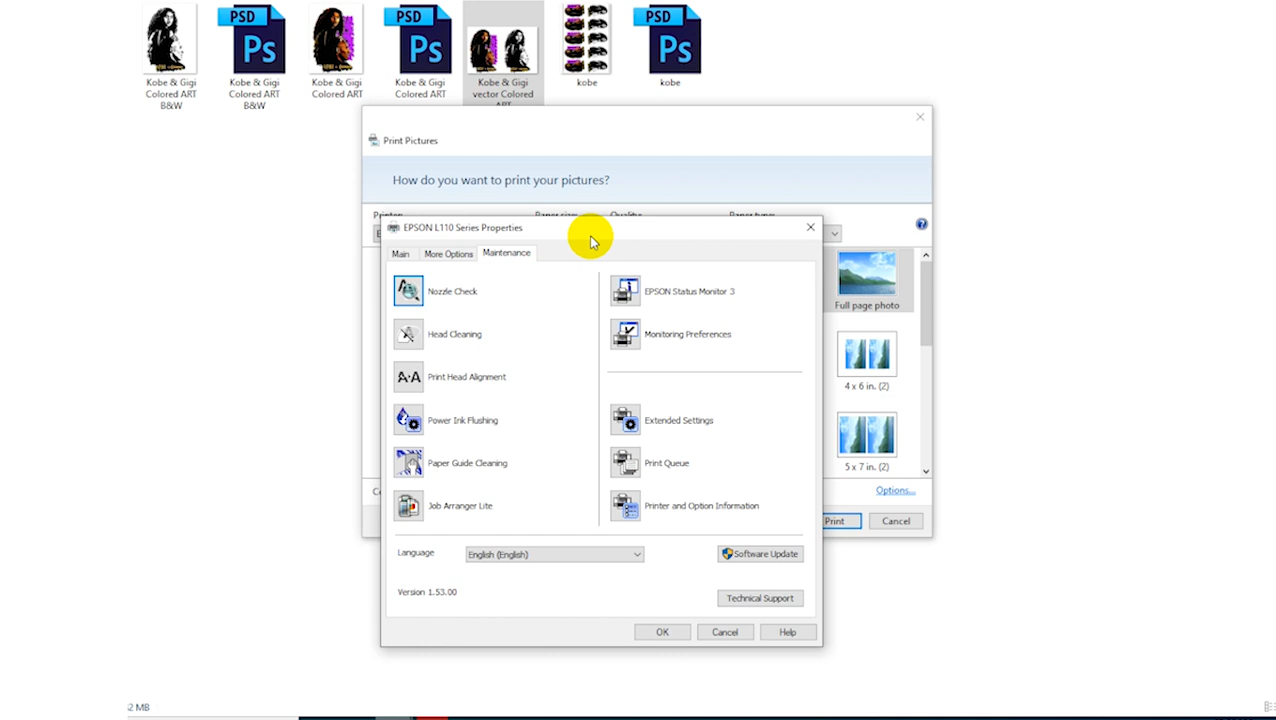 PSD
PSD
PSD
Ps
Ps
Ps
Kobe & Gigi
Colored ART
B&W
Kobe & Gigi
Colored ART
B&W
Kobe & Gigi
Colored ART
Kobe & Gigi
Colored ART
Kobe & Gigi
vector Colored
ART
kobe
kobe
Print Pictures
How do you want to print your pictures?
Printer:
Paper size:
Quality:
Paper type:
EPSON L110 Series Properties
Main
More Options
Maintenance
Nozzle Check
Head Cleaning
Print Head Alignment
Power Ink Flushing
Paper Guide Cleaning
Job Arranger Lite
EPSON Status Monitor 3
Monitoring Preferences
Extended Settings
Print Queue
Printer and Option Information
Language
English (English)
Software Update
Version 1.53.00
Technical Support
OK
Cancel
Help
Full page photo
4 x 6 in. (2)
5 x 7 in. (2)
Options...
Print
Cancel
MB